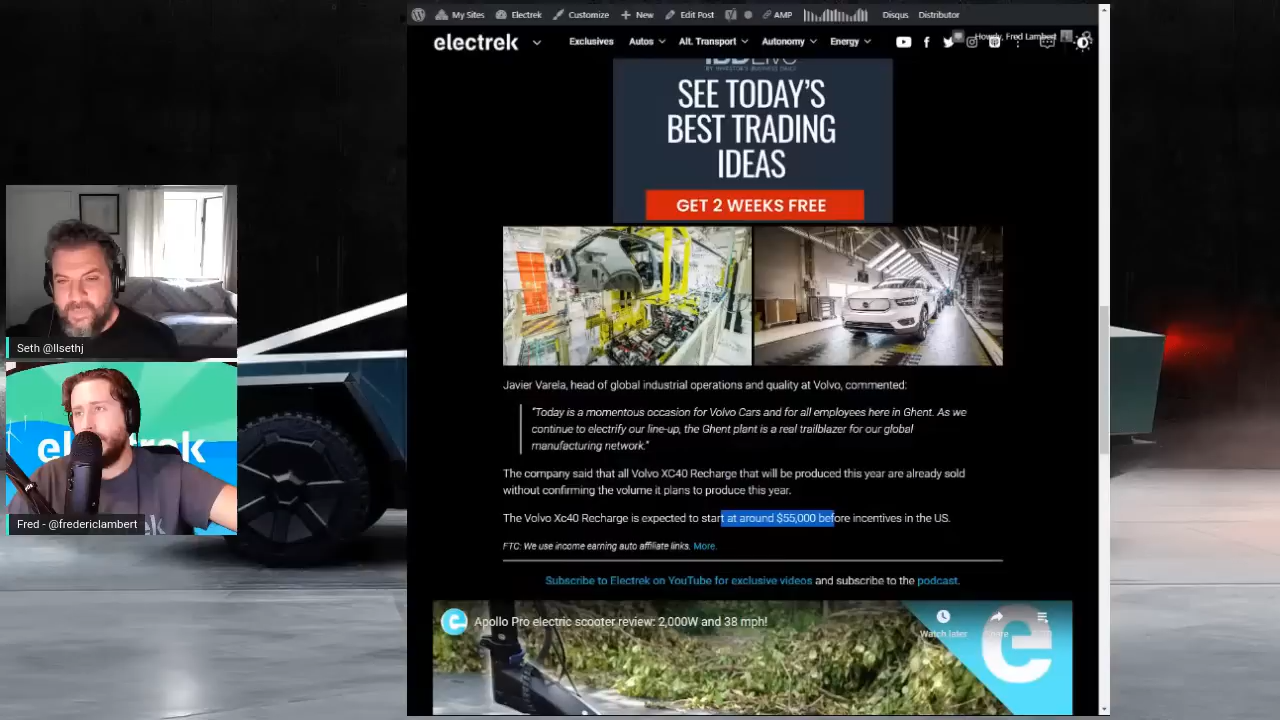 My Sites
Electrek
Customize
New
Edit Post
AMP
Disqus
Distributor
electrek
Exclusives
Autos
Alt. Transport
Autonomy
Energy
Howdy, Fred Lambert
BY INVESTOR'S BUSINESS DAILY
SEE TODAY'S
BEST TRADING
IDEAS
GET 2 WEEKS FREE
Javier Varela, head of global industrial operations and quality at Volvo, commented:
"Today is a momentous occasion for Volvo Cars and for all employees here in Ghent. As we
continue to electrify our line-up, the Ghent plant is a real trailblazer for our global
manufacturing network."
The company said that all Volvo XC40 Recharge that will be produced this year are already sold
without confirming the volume it plans to produce this year.
The Volvo Xc40 Recharge is expected to start at around $55,000 before incentives in the US.
FTC: We use income earning auto affiliate links. More.
Subscribe to Electrek on YouTube for exclusive videos and subscribe to the podcast.
Apollo Pro electric scooter review: 2,000W and 38 mph!
Watch later
Seth @llsethj
Fred - @fredericlambert